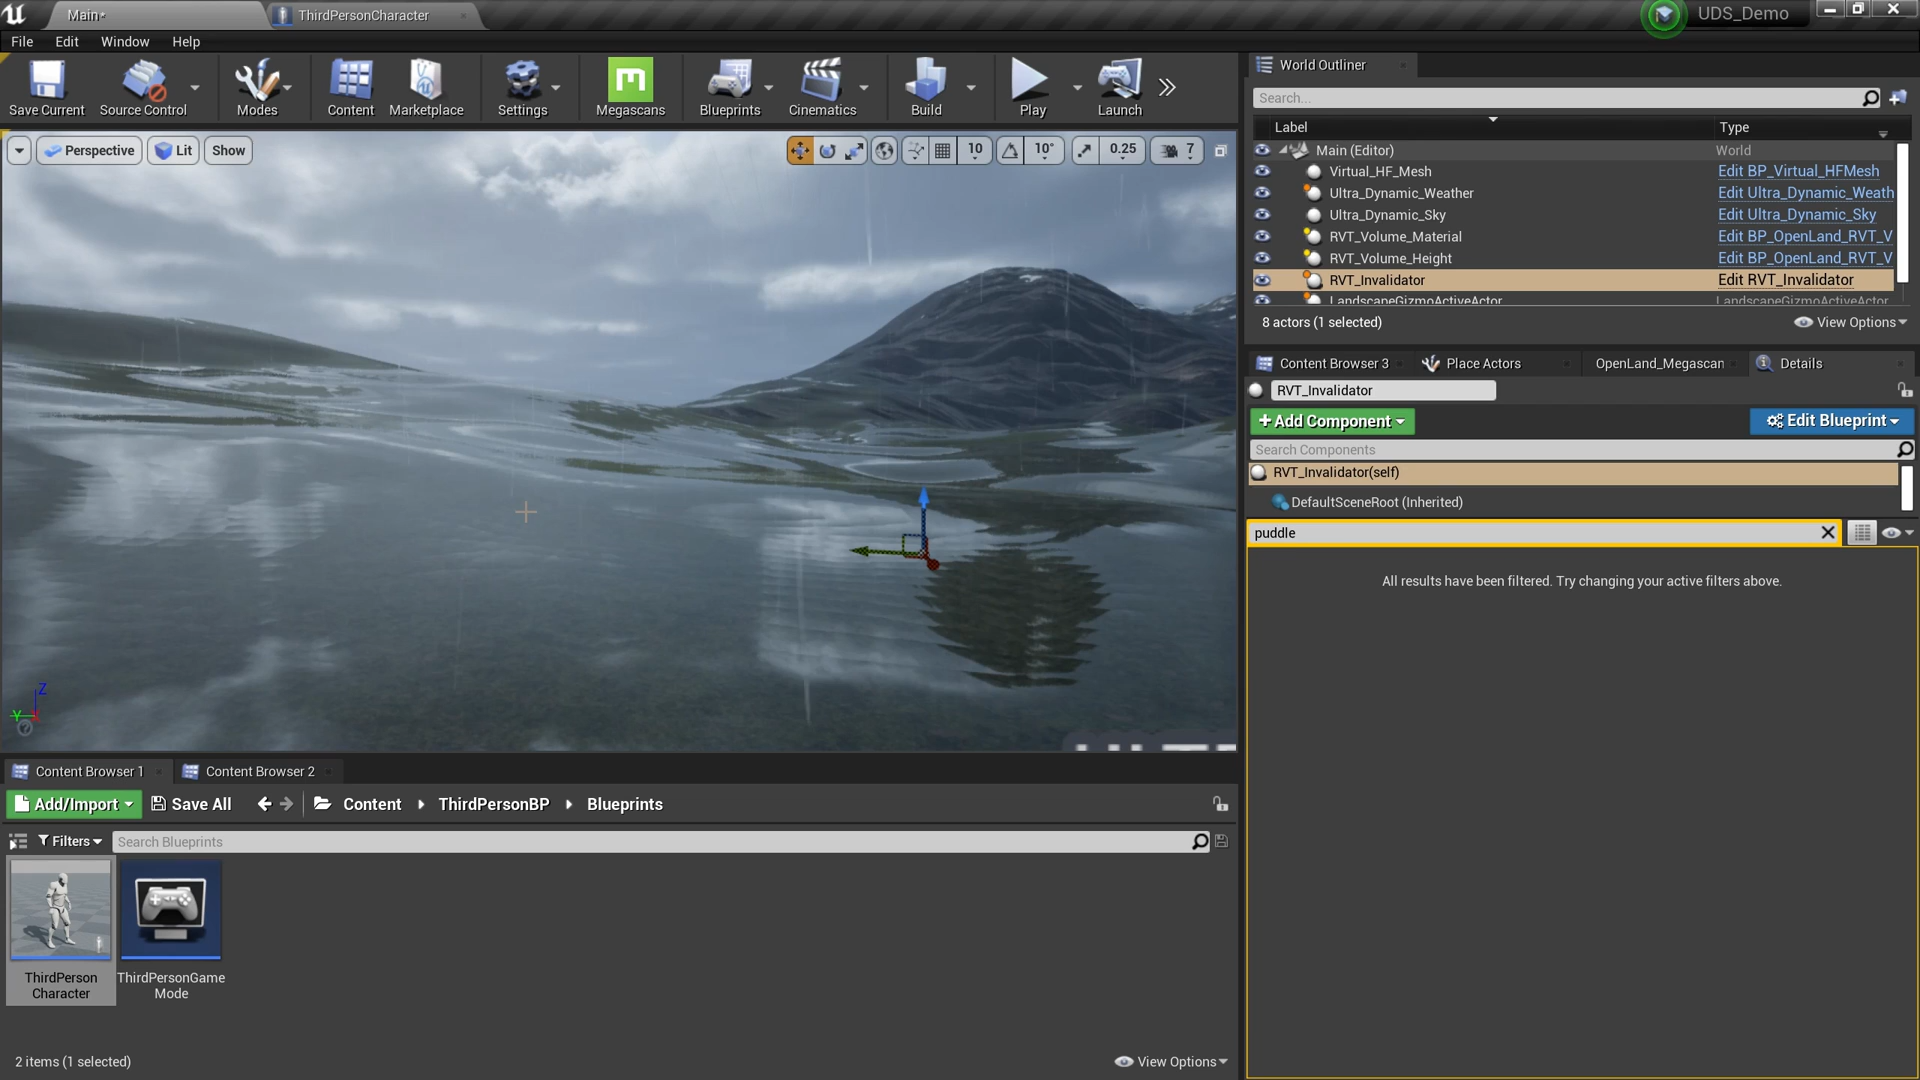 Main*
ThirdPersonCharacter
UDS_Demo
File Edit Window Help
Save Current
Source Control
Modes
Content
Marketplace
Settings
Megascans
Blueprints
Cinematics
Build
Play
Launch
Perspective
Lit
Show
10
10°
0.25
7
Z
Y
World Outliner
Search...
Label Type
Main (Editor) World
Virtual_HF_Mesh Edit BP_Virtual_HFMesh
Ultra_Dynamic_Weather Edit Ultra_Dynamic_Weath
Ultra_Dynamic_Sky Edit Ultra_Dynamic_Sky
RVT_Volume_Material Edit BP_OpenLand_RVT_V
RVT_Volume_Height Edit BP_OpenLand_RVT_V
RVT_Invalidator Edit RVT_Invalidator
LandscapeGizmoActiveActor LandscapeGizmoActiveActor
8 actors (1 selected)
View Options
Content Browser 3
Place Actors
OpenLand_Megascan
Details
RVT_Invalidator
+Add Component
Edit Blueprint
Search Components
RVT_Invalidator(self)
DefaultSceneRoot (Inherited)
puddle
All results have been filtered. Try changing your active filters above.
Content Browser 1
Content Browser 2
Add/Import
Save All
Content
ThirdPersonBP
Blueprints
Filters
Search Blueprints
ThirdPerson
Character
ThirdPersonGame
Mode
2 items (1 selected)
View Options